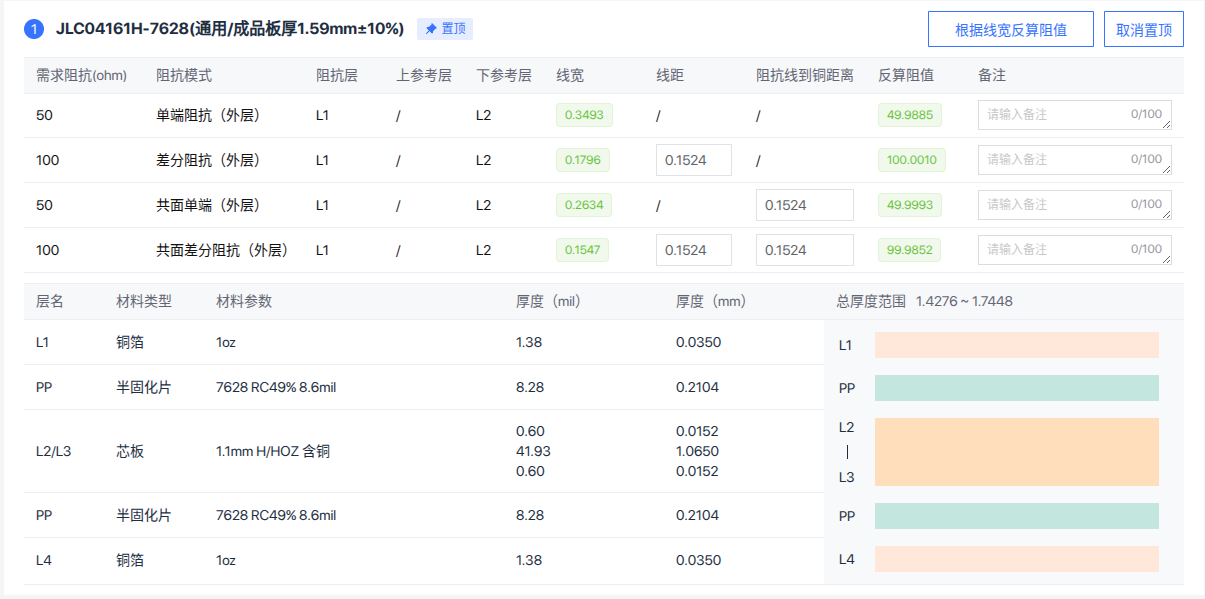 1 JLC04161H-7628(通用/成品板厚1.59mm±10%) 置顶 根据线宽反算阻值 取消置顶
需求阻抗(ohm) 阻抗模式 阻抗层 上参考层 下参考层 线宽 线距 阻抗线到铜距离 反算阻值 备注
50 单端阻抗（外层） L1 / L2 0.3493 / / 49.9885 请输入备注 0/100
100 差分阻抗（外层） L1 / L2 0.1796 0.1524 / 100.0010 请输入备注 0/100
50 共面单端（外层） L1 / L2 0.2634 / 0.1524 49.9993 请输入备注 0/100
100 共面差分阻抗（外层） L1 / L2 0.1547 0.1524 0.1524 99.9852 请输入备注 0/100
层名 材料类型 材料参数 厚度（mil） 厚度（mm） 总厚度范围 1.4276 ~ 1.7448
L1 铜箔 1oz 1.38 0.0350 L1
PP 半固化片 7628 RC49% 8.6mil 8.28 0.2104 PP
0.60 0.0152 L2
L2/L3 芯板 1.1mm H/HOZ 含铜 41.93 1.0650 |
0.60 0.0152 L3
PP 半固化片 7628 RC49% 8.6mil 8.28 0.2104 PP
L4 铜箔 1oz 1.38 0.0350 L4